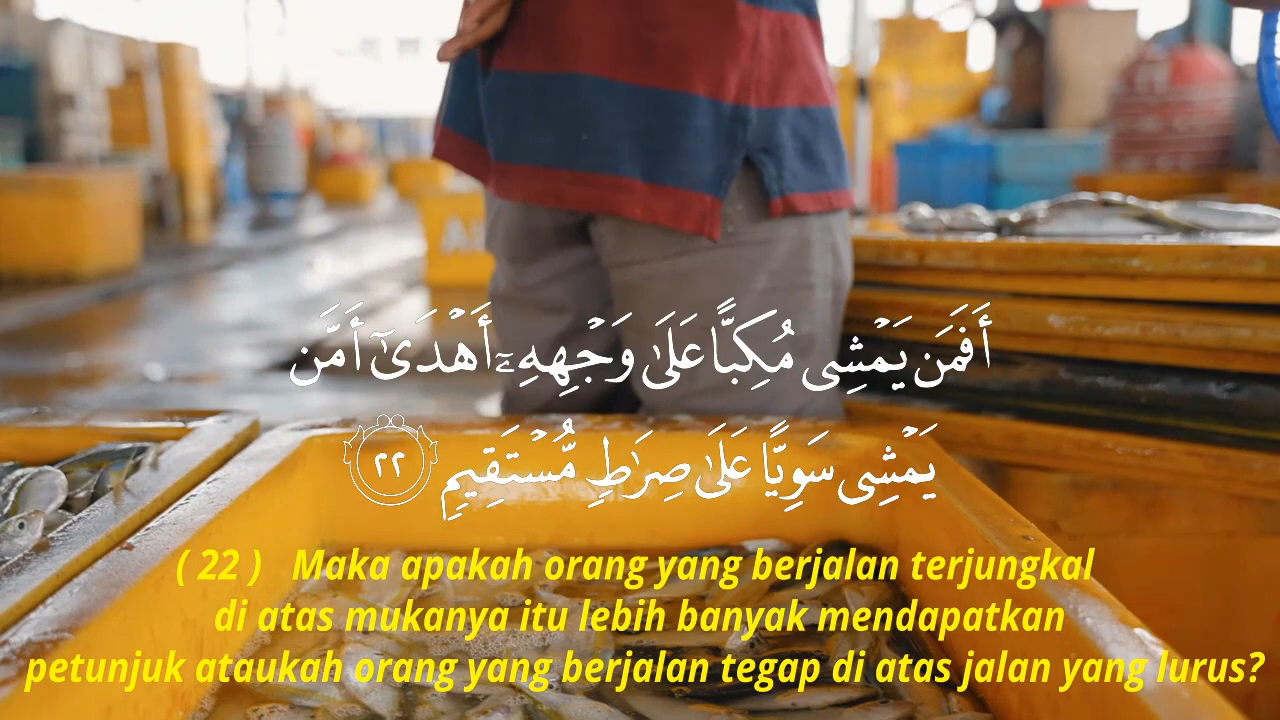 أَفَمَن يَمْشِى مُكِبًّا عَلَىٰ وَجْهِهِۦٓ أَهْدَىٰٓ أَمَّن
يَمْشِى سَوِيًّا عَلَىٰ صِرَٰطٍ مُّسْتَقِيمٍ ٢٢
( 22 ) Maka apakah orang yang berjalan terjungkal
di atas mukanya itu lebih banyak mendapatkan
petunjuk ataukah orang yang berjalan tegap di atas jalan yang lurus?